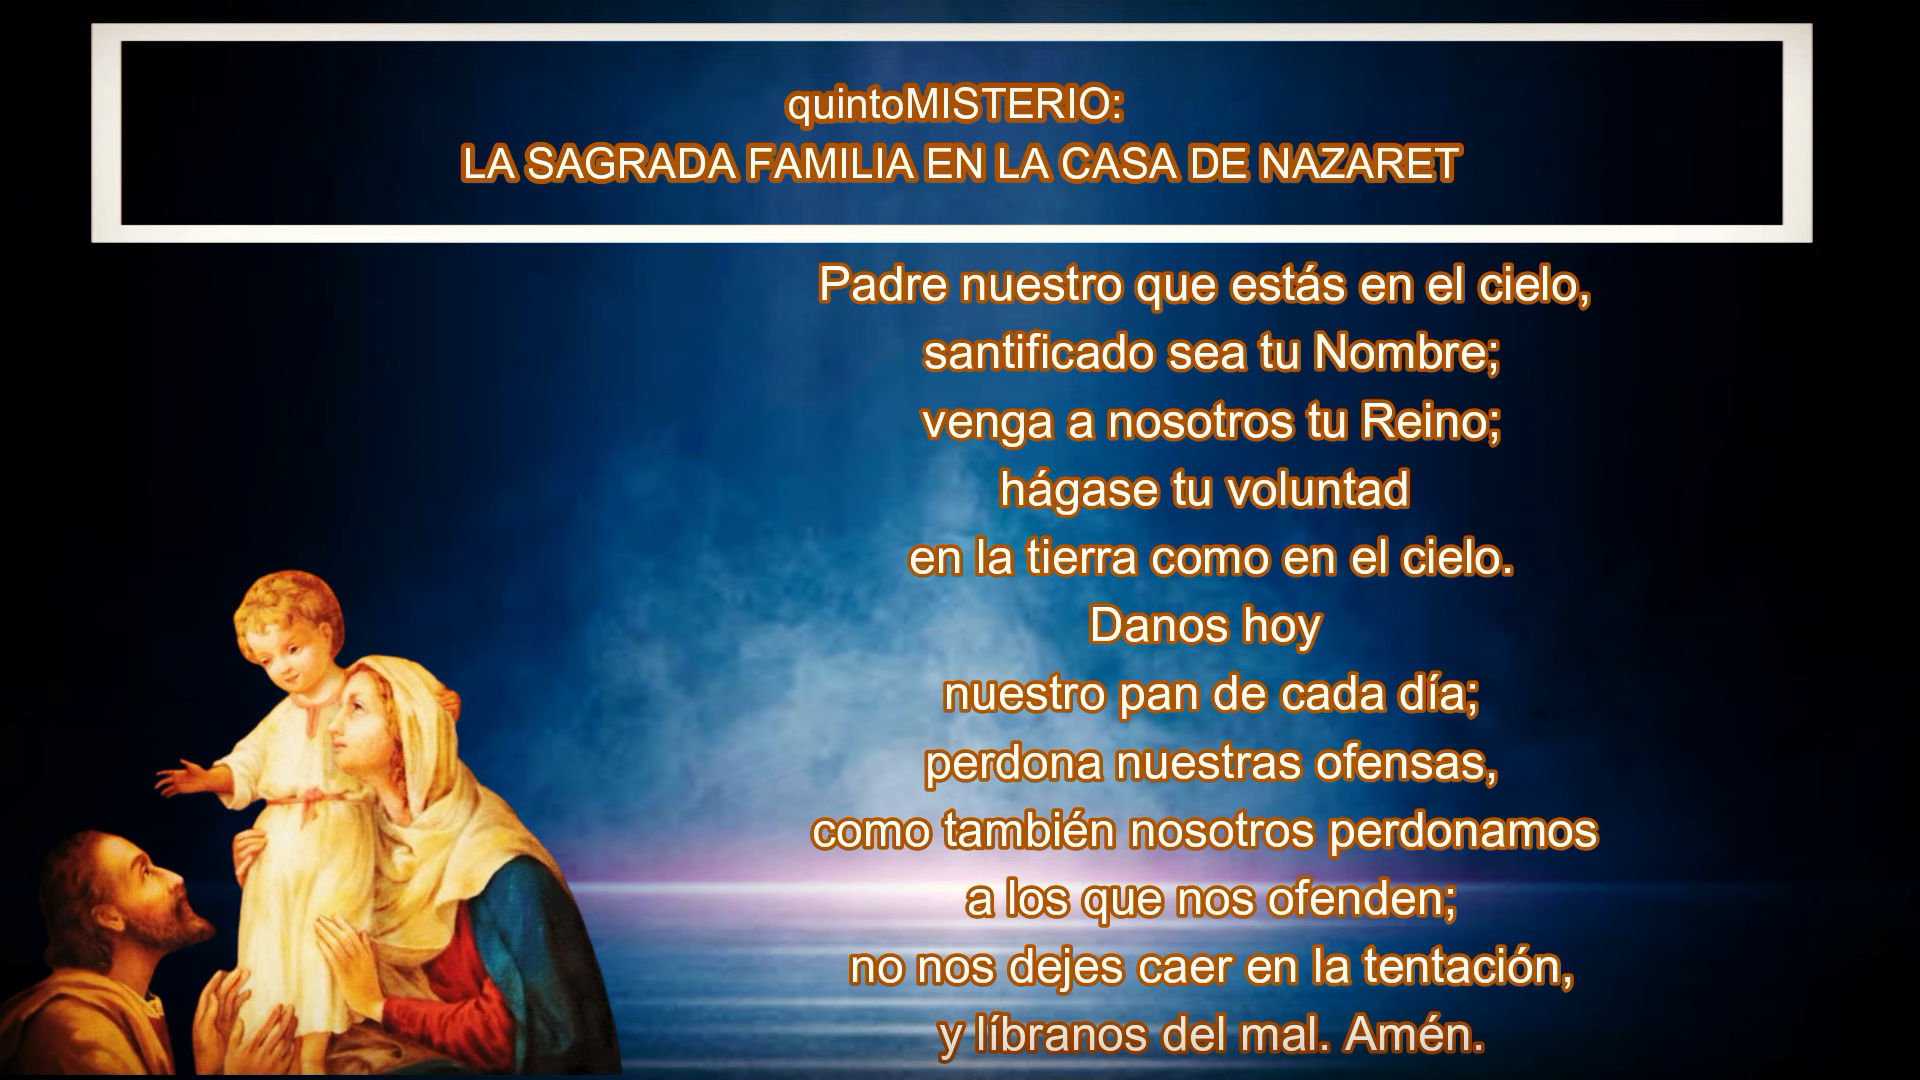 quintoMISTERIO:
LA SAGRADA FAMILIA EN LA CASA DE NAZARET
Padre nuestro que estás en el cielo,
santificado sea tu Nombre;
venga a nosotros tu Reino;
hágase tu voluntad
en la tierra como en el cielo.
Danos hoy
nuestro pan de cada día;
perdona nuestras ofensas,
como también nosotros perdonamos
a los que nos ofenden;
no nos dejes caer en la tentación,
y líbranos del mal. Amén.